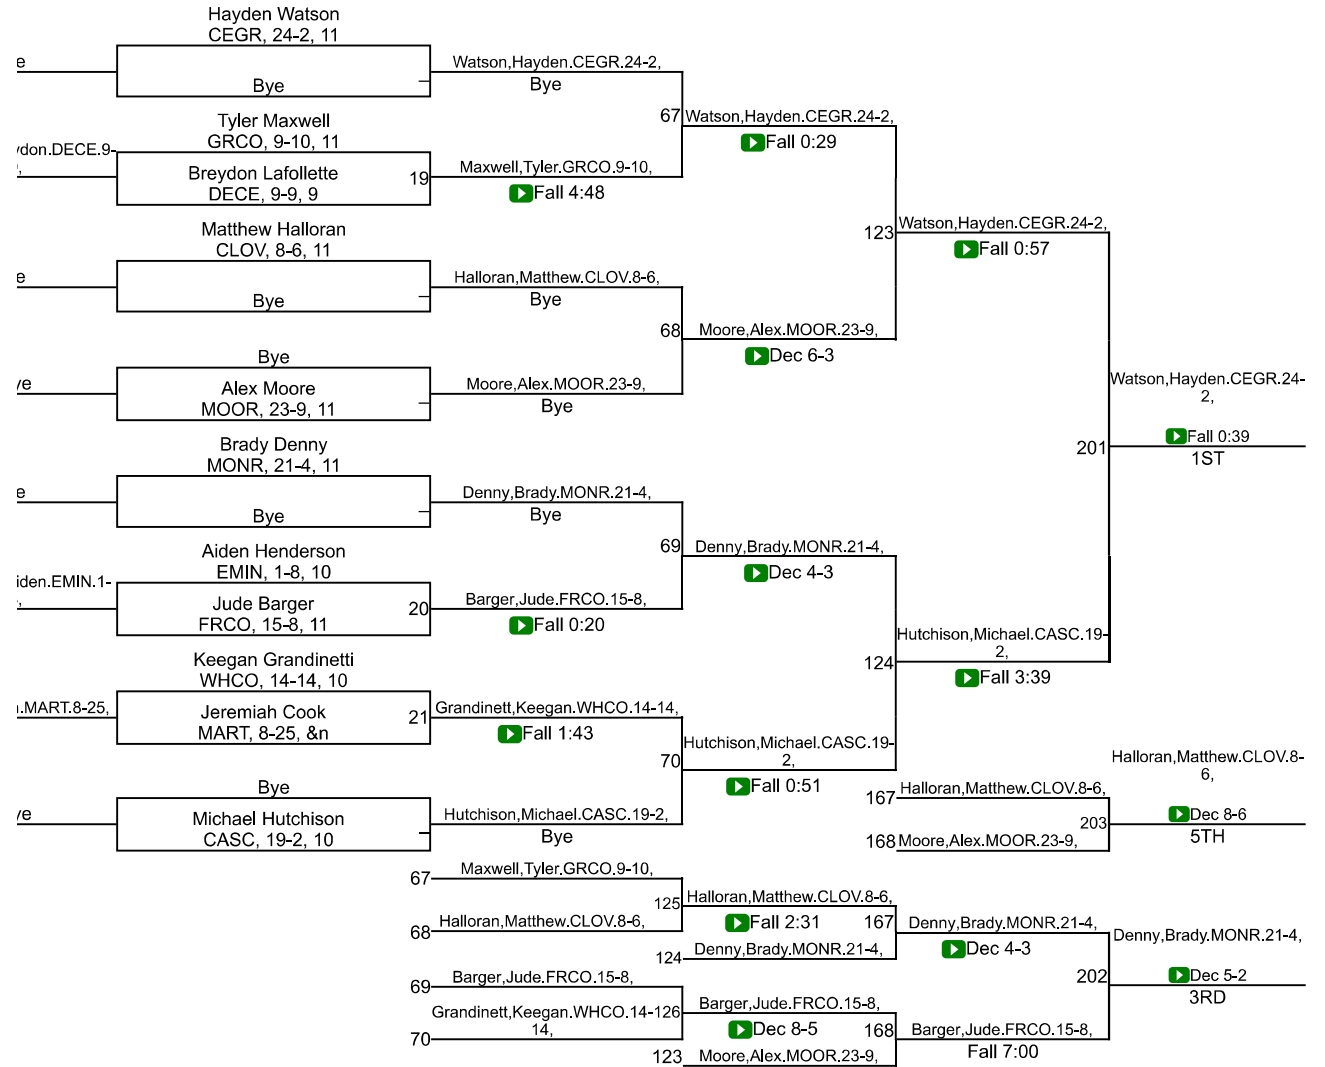 Hayden Watson
CEGR, 24-2, 11
e
Bye
Watson,Hayden.CEGR.24-2,
Bye
Tyler Maxwell
GRCO, 9-10, 11
ydon.DECE.9-
),
Breydon Lafollette
DECE, 9-9, 9
19
Maxwell,Tyler.GRCO.9-10,
Fall 4:48
67
Watson,Hayden.CEGR.24-2,
Fall 0:29
Matthew Halloran
CLOV, 8-6, 11
e
Bye
Halloran,Matthew.CLOV.8-6,
Bye
123
Watson,Hayden.CEGR.24-2,
Fall 0:57
68
Moore,Alex.MOOR.23-9,
Dec 6-3
Bye
ye
Alex Moore
MOOR, 23-9, 11
Moore,Alex.MOOR.23-9,
Bye
Watson,Hayden.CEGR.24-
2,
201
Fall 0:39
1ST
Brady Denny
MONR, 21-4, 11
e
Bye
Denny,Brady.MONR.21-4,
Bye
69
Denny,Brady.MONR.21-4,
Dec 4-3
Aiden Henderson
EMIN, 1-8, 10
iden.EMIN.1-
Jude Barger
FRCO, 15-8, 11
20
Barger,Jude.FRCO.15-8,
Fall 0:20
124
Hutchison,Michael.CASC.19-
2,
Fall 3:39
Keegan Grandinetti
WHCO, 14-14, 10
.MART.8-25,
Jeremiah Cook
MART, 8-25, &n
21
Grandinett,Keegan.WHCO.14-14,
Fall 1:43
70
Hutchison,Michael.CASC.19-
2,
Fall 0:51
Bye
ye
Michael Hutchison
CASC, 19-2, 10
Hutchison,Michael.CASC.19-2,
Bye
167
Halloran,Matthew.CLOV.8-6,
168
Moore,Alex.MOOR.23-9,
203
Halloran,Matthew.CLOV.8-
6,
Dec 8-6
5TH
67
Maxwell,Tyler.GRCO.9-10,
68
Halloran,Matthew.CLOV.8-6,
125
Halloran,Matthew.CLOV.8-6,
Fall 2:31
124
Denny,Brady.MONR.21-4,
167
Denny,Brady.MONR.21-4,
Dec 4-3
69
Barger,Jude.FRCO.15-8,
70
Grandinett,Keegan.WHCO.14-
14,
126
Barger,Jude.FRCO.15-8,
Dec 8-5
123
Moore,Alex.MOOR.23-9,
168
Barger,Jude.FRCO.15-8,
Fall 7:00
202
Denny,Brady.MONR.21-4,
Dec 5-2
3RD